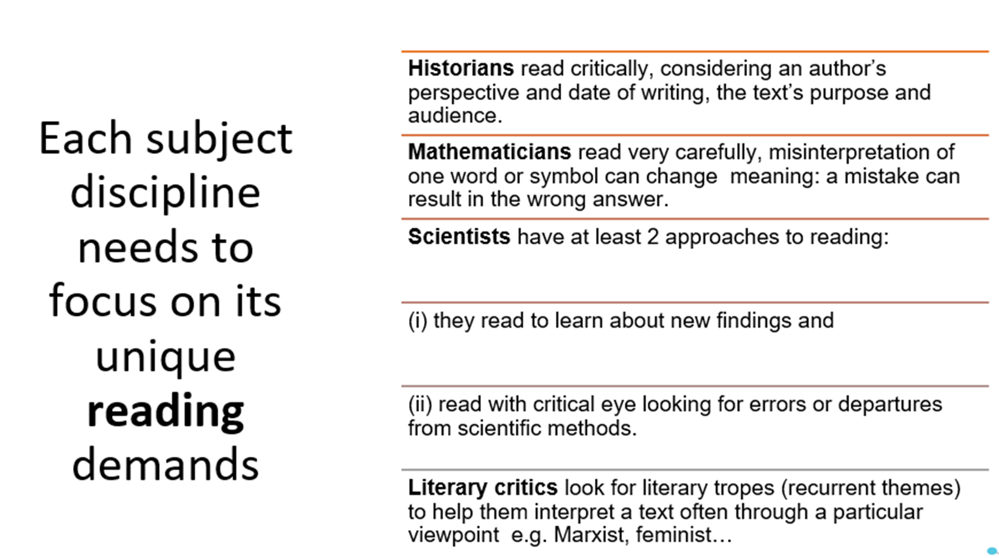 Each subject
discipline
needs to
focus on its
unique
reading
demands
Historians read critically, considering an author’s
perspective and date of writing, the text’s purpose and
audience.
Mathematicians read very carefully, misinterpretation of
one word or symbol can change  meaning: a mistake can
result in the wrong answer.
Scientists have at least 2 approaches to reading:
(i) they read to learn about new findings and
(ii) read with critical eye looking for errors or departures
from scientific methods.
Literary critics look for literary tropes (recurrent themes)
to help them interpret a text often through a particular
viewpoint  e.g. Marxist, feminist…